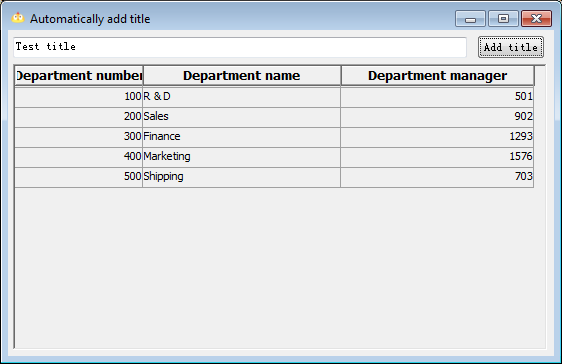 Automatically add title
Test title Add title
Department number Department name Department manager
100 R & D 501
200 Sales 902
300 Finance 1293
400 Marketing 1576
500 Shipping 703